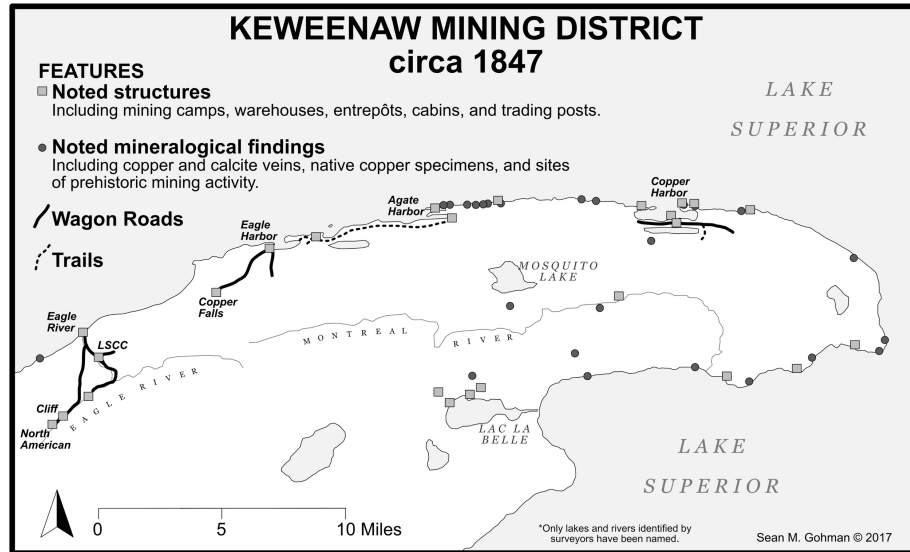 KEWEENAW MINING DISTRICT
circa 1847
FEATURES
Noted structures
Including mining camps, warehouses, entrepôts, cabins, and trading posts.
Noted mineralogical findings
Including copper and calcite veins, native copper specimens, and sites
of prehistoric mining activity.
Wagon Roads
Trails
LAKE
SUPERIOR
Copper
Harbor
Agate
Harbor
Eagle
Harbor
MOSQUITO
LAKE
Copper
Falls
Eagle
River
LSCC
MONTREAL RIVER
EAGLE RIVER
Cliff
North
American
LAC LA
BELLE
LAKE
SUPERIOR
0 5 10 Miles
*Only lakes and rivers identified by
surveyors have been named.
Sean M. Gohman © 2017